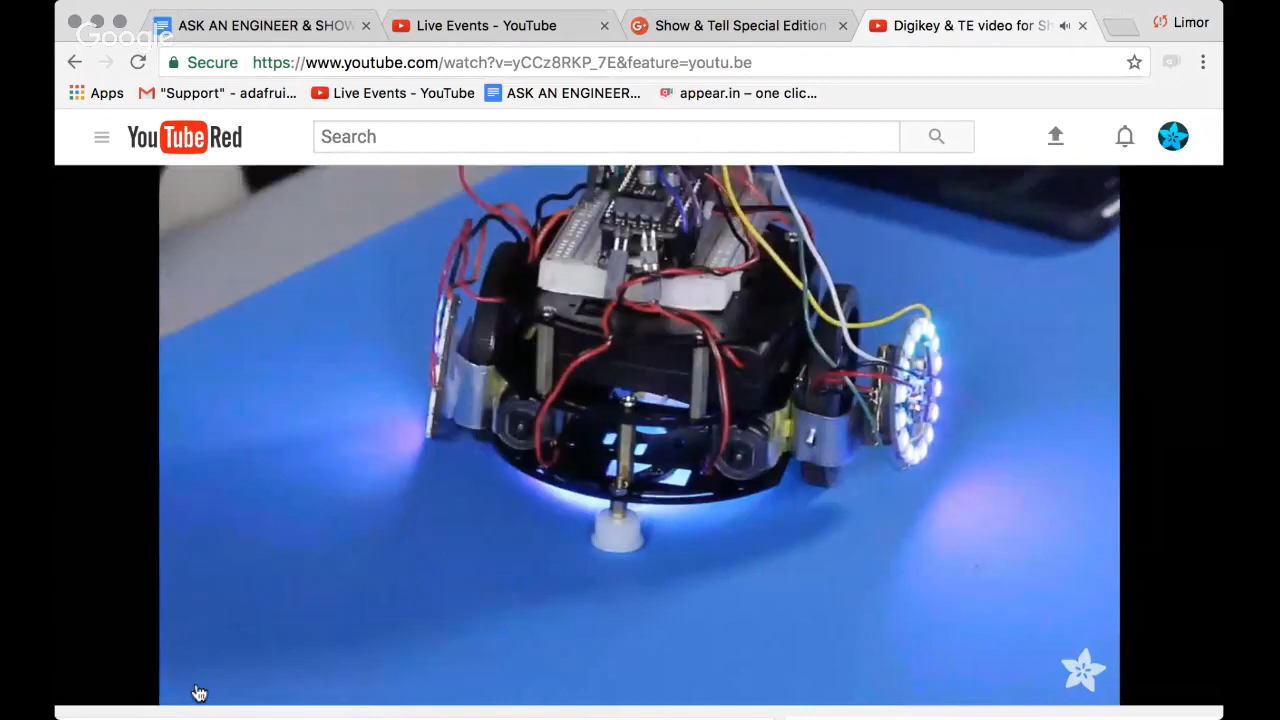 Google
ASK AN ENGINEER & SHOW
Live Events - YouTube
Show & Tell Special Edition
Digikey & TE video for Sh
Limor
Secure https://www.youtube.com/watch?v=yCCz8RKP_7E&feature=youtu.be
Apps "Support" - adafrui... Live Events - YouTube ASK AN ENGINEER... appear.in – one clic...
YouTube Red
Search